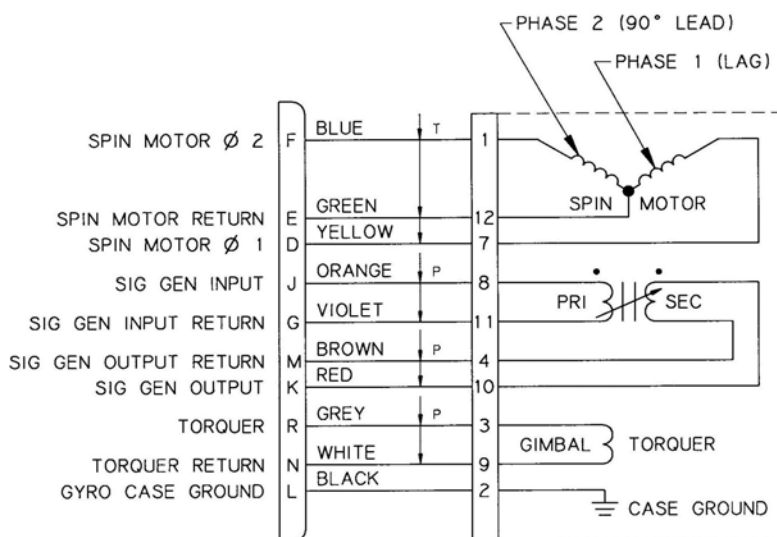 PHASE 2 (90° LEAD)
PHASE 1 (LAG)
SPIN MOTOR Ø 2 F BLUE T 1
SPIN MOTOR
SPIN MOTOR RETURN E GREEN 12
SPIN MOTOR Ø 1 D YELLOW 7
SIG GEN INPUT J ORANGE P 8
PRI SEC
SIG GEN INPUT RETURN G VIOLET 11
SIG GEN OUTPUT RETURN M BROWN P 4
SIG GEN OUTPUT K RED 10
TORQUER R GREY P 3
GIMBAL TORQUER
TORQUER RETURN N WHITE 9
GYRO CASE GROUND L BLACK 2
CASE GROUND